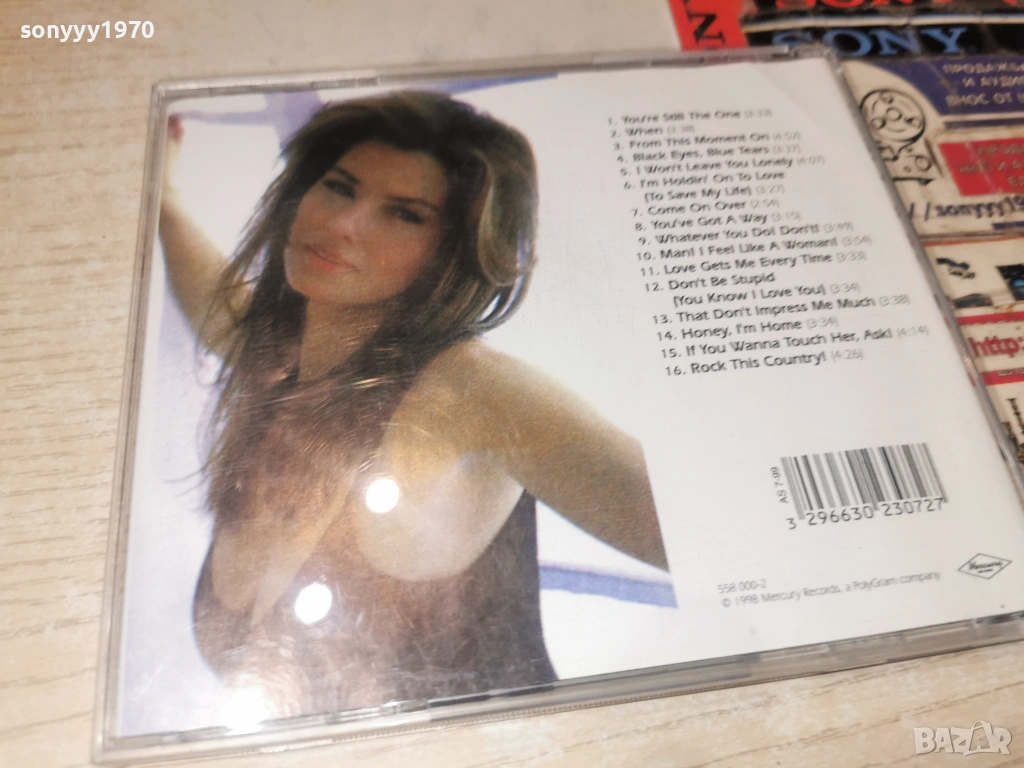 sonyyy1970
SONY
ПРОДАЖБ
И АУДИ
ВНОС ОТ
1. You're Still The One (3:33)
2. When (3:38)
3. From This Moment On (4:02)
4. Black Eyes, Blue Tears (3:37)
5. I Won't Leave You Lonely (4:07)
6. I'm Holdin' On To Love
(To Save My Life) (3:27)
7. Come On Over (2:54)
8. You've Got A Way (3:15)
9. Whatever You Do! Don't! (3:49)
10. Man! I Feel Like A Woman! (3:54)
11. Love Gets Me Every Time (3:33)
12. Don't Be Stupid
(You Know I Love You) (3:34)
13. That Don't Impress Me Much (3:38)
14. Honey, I'm Home (3:34)
15. If You Wanna Touch Her, Ask! (4:14)
16. Rock This Country! (4:26)
http:
AS 7-99
3 296630 230727
558 000-2
© 1998 Mercury Records, a PolyGram company
Mercury
BAZAR